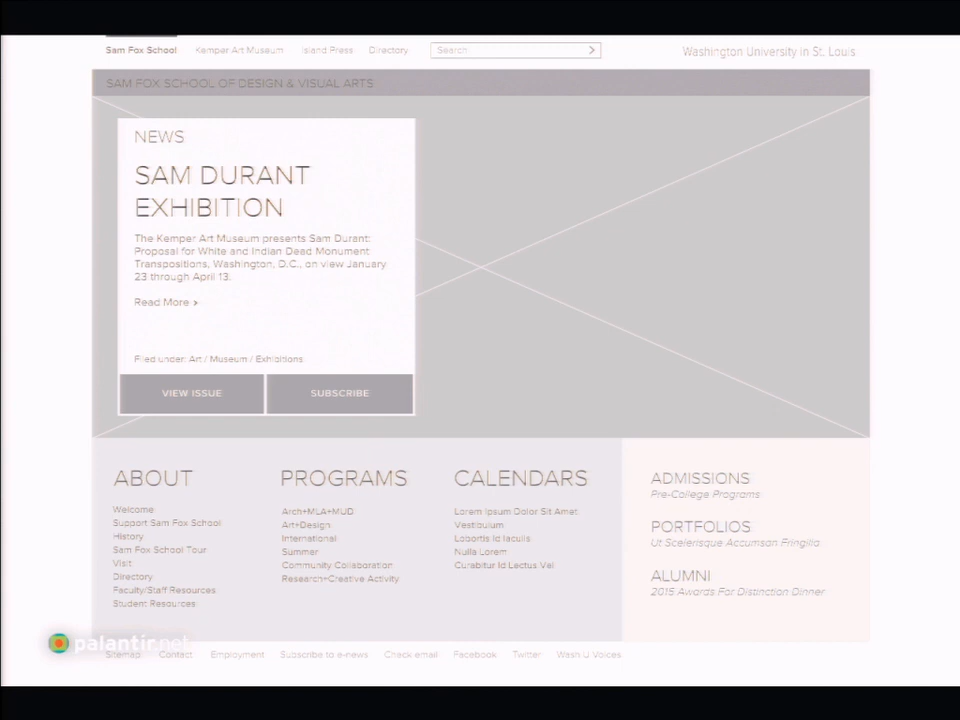 Sam Fox School Kemper Art Museum Island Press Directory Search Washington University in St. Louis
SAM FOX SCHOOL OF DESIGN & VISUAL ARTS
NEWS
SAM DURANT
EXHIBITION
The Kemper Art Museum presents Sam Durant:
Proposal for White and Indian Dead Monument
Transpositions, Washington, D.C., on view January
23 through April 13.
Read More >
Filed under: Art / Museum / Exhibitions
VIEW ISSUE SUBSCRIBE
ABOUT
Welcome
Support Sam Fox School
History
Sam Fox School Tour
Visit
Directory
Faculty/Staff Resources
Student Resources
PROGRAMS
Arch+MLA+MUD
Art+Design
International
Summer
Community Collaboration
Research+Creative Activity
CALENDARS
Lorem Ipsum Dolor Sit Amet
Vestibulum
Lobortis Id Iaculis
Nulla Lorem
Curabitur Id Lectus Vel
ADMISSIONS
Pre-College Programs
PORTFOLIOS
Ut Scelerisque Accumsan Fringilla
ALUMNI
2015 Awards For Distinction Dinner
palantir.net
Sitemap Contact Employment Subscribe to e-news Check email Facebook Twitter Wash U Voices